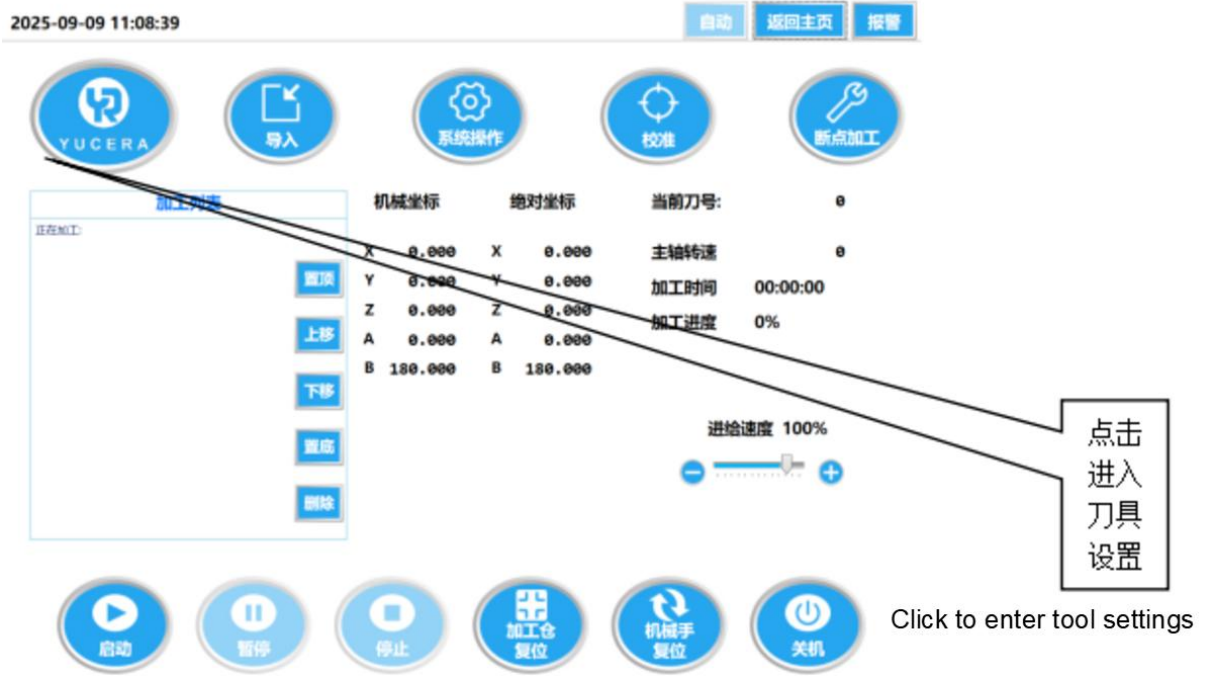 2025-09-09 11:08:39
自动
返回主页
报警
YUCERA
导入
系统操作
校准
断点加工
加工列表
正在加工:
置顶
上移
下移
置底
删除
机械坐标 绝对坐标
X 0.000 X 0.000
Y 0.000 Y 0.000
Z 0.000 Z 0.000
A 0.000 A 0.000
B 180.000 B 180.000
当前刀号: 0
主轴转速 0
加工时间 00:00:00
加工进度 0%
进给速度 100%
点击
进入
刀具
设置
Click to enter tool settings
启动
暂停
停止
加工仓
复位
机械手
复位
关机